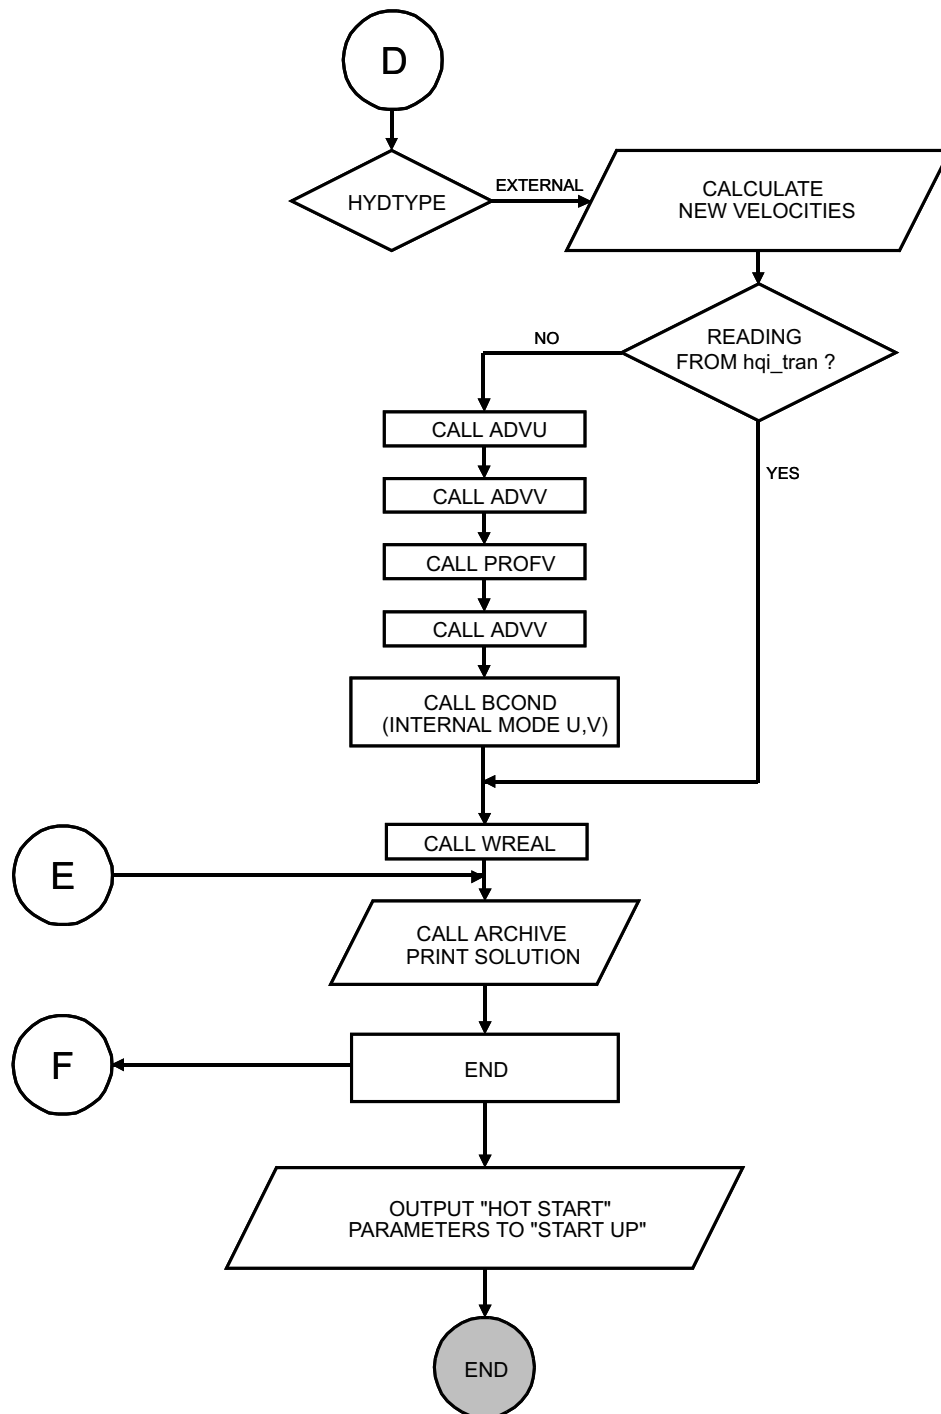 D
HYDTYPE
EXTERNAL
CALCULATE
NEW VELOCITIES
READING
FROM hqi_tran ?
NO
YES
CALL ADVU
CALL ADVV
CALL PROFV
CALL ADVV
CALL BCOND
(INTERNAL MODE U,V)
CALL WREAL
E
CALL ARCHIVE
PRINT SOLUTION
F
END
OUTPUT "HOT START"
PARAMETERS TO "START UP"
END